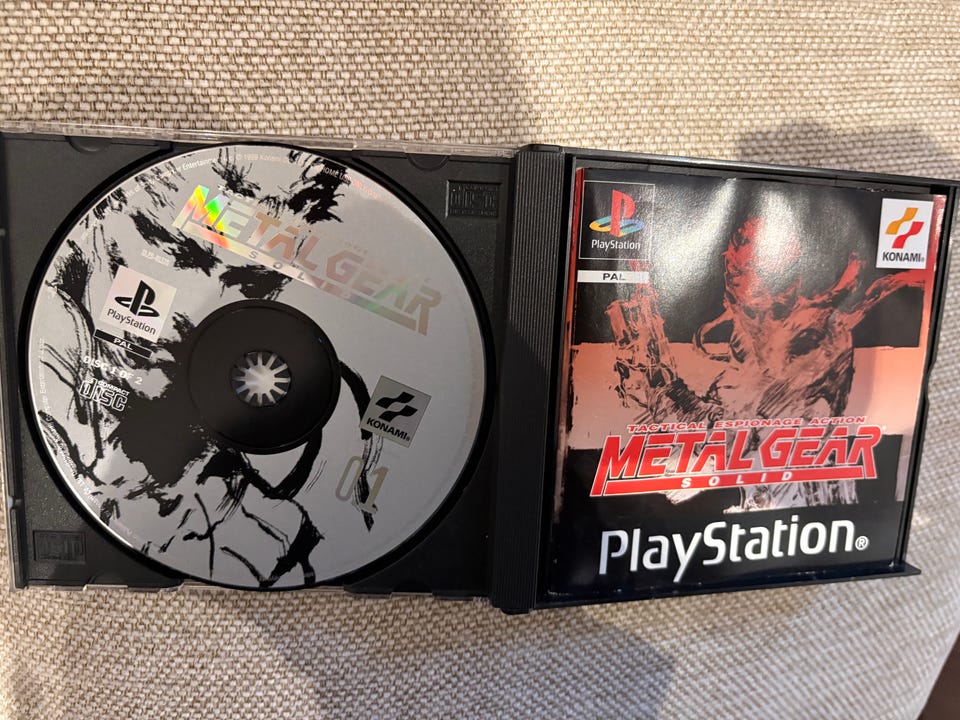 METAL GEAR
SOLID
PlayStation
PAL
DISC 1 OF 2
COMPACT
DISC
KONAMI®
01
PlayStation
PAL
KONAMI®
TACTICAL ESPIONAGE ACTION
METAL GEAR
SOLID
PlayStation®